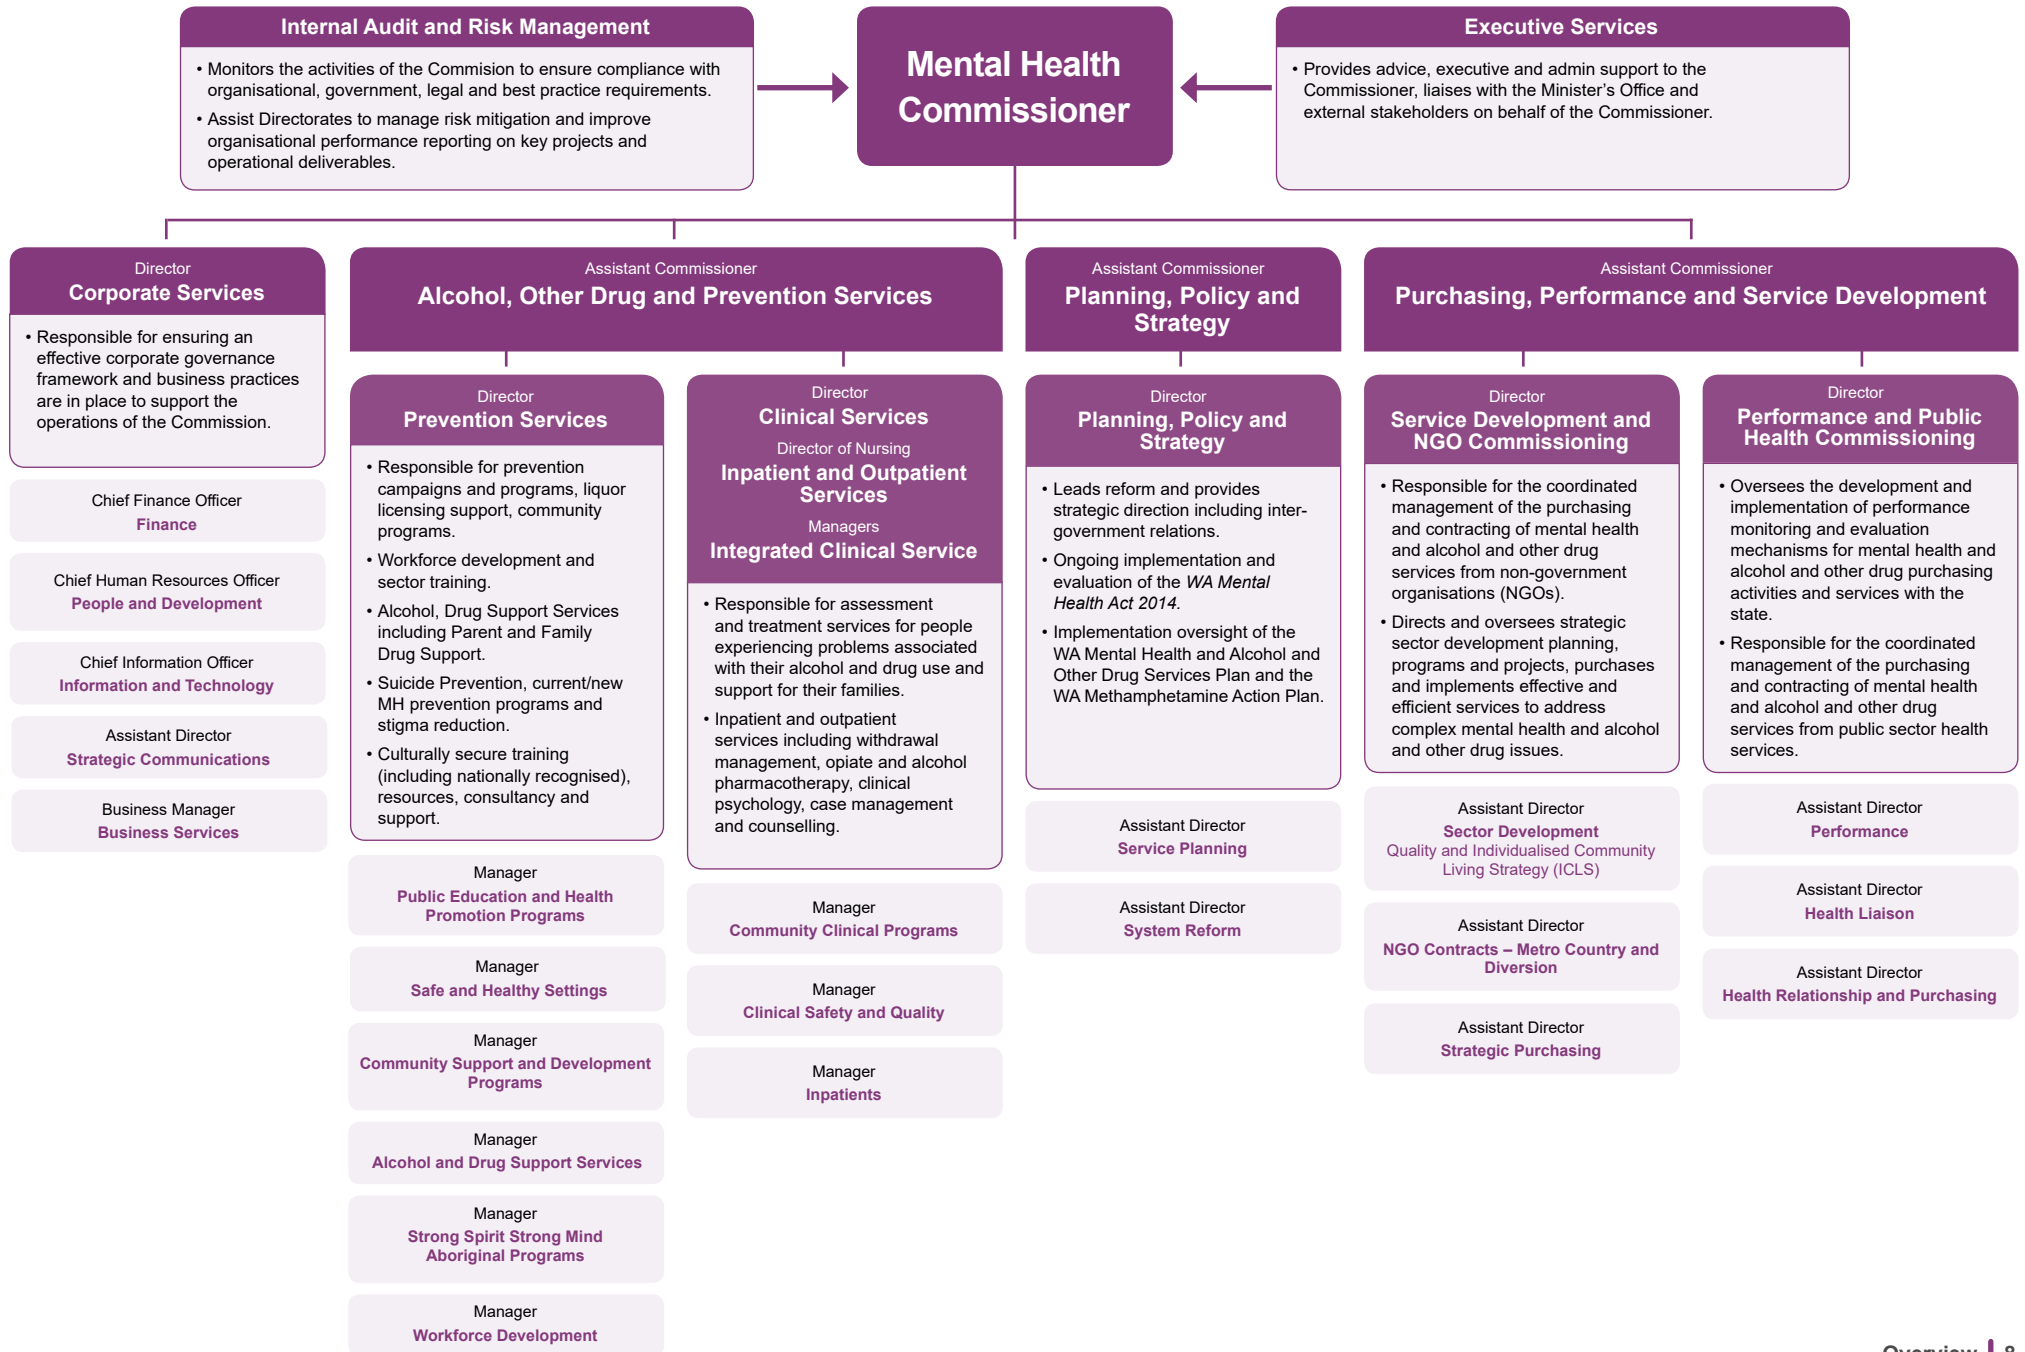 Internal Audit and Risk Management
• Monitors the activities of the Commision to ensure compliance with
organisational, government, legal and best practice requirements.
• Assist Directorates to manage risk mitigation and improve
organisational performance reporting on key projects and
operational deliverables.
Mental Health
Commissioner
Executive Services
• Provides advice, executive and admin support to the
Commissioner, liaises with the Minister’s Office and
external stakeholders on behalf of the Commissioner.
Director
Corporate Services
• Responsible for ensuring an
effective corporate governance
framework and business practices
are in place to support the
operations of the Commission.
Chief Finance Officer
Finance
Chief Human Resources Officer
People and Development
Chief Information Officer
Information and Technology
Assistant Director
Strategic Communications
Business Manager
Business Services
Assistant Commissioner
Alcohol, Other Drug and Prevention Services
Director
Prevention Services
• Responsible for prevention
campaigns and programs, liquor
licensing support, community
programs.
• Workforce development and
sector training.
• Alcohol, Drug Support Services
including Parent and Family
Drug Support.
• Suicide Prevention, current/new
MH prevention programs and
stigma reduction.
• Culturally secure training
(including nationally recognised),
resources, consultancy and
support.
Manager
Public Education and Health
Promotion Programs
Manager
Safe and Healthy Settings
Manager
Community Support and Development
Programs
Manager
Alcohol and Drug Support Services
Manager
Strong Spirit Strong Mind
Aboriginal Programs
Manager
Workforce Development
Director
Clinical Services
Director of Nursing
Inpatient and Outpatient
Services
Managers
Integrated Clinical Service
• Responsible for assessment
and treatment services for people
experiencing problems associated
with their alcohol and drug use and
support for their families.
• Inpatient and outpatient
services including withdrawal
management, opiate and alcohol
pharmacotherapy, clinical
psychology, case management
and counselling.
Manager
Community Clinical Programs
Manager
Clinical Safety and Quality
Manager
Inpatients
Assistant Commissioner
Planning, Policy and
Strategy
Director
Planning, Policy and
Strategy
• Leads reform and provides
strategic direction including inter-
government relations.
• Ongoing implementation and
evaluation of the WA Mental
Health Act 2014.
• Implementation oversight of the
WA Mental Health and Alcohol and
Other Drug Services Plan and the
WA Methamphetamine Action Plan.
Assistant Director
Service Planning
Assistant Director
System Reform
Assistant Commissioner
Purchasing, Performance and Service Development
Director
Service Development and
NGO Commissioning
• Responsible for the coordinated
management of the purchasing
and contracting of mental health
and alcohol and other drug
services from non-government
organisations (NGOs).
• Directs and oversees strategic
sector development planning,
programs and projects, purchases
and implements effective and
efficient services to address
complex mental health and alcohol
and other drug issues.
Assistant Director
Sector Development
Quality and Individualised Community
Living Strategy (ICLS)
Assistant Director
NGO Contracts – Metro Country and
Diversion
Assistant Director
Strategic Purchasing
Director
Performance and Public
Health Commissioning
• Oversees the development and
implementation of performance
monitoring and evaluation
mechanisms for mental health and
alcohol and other drug purchasing
activities and services with the
state.
• Responsible for the coordinated
management of the purchasing
and contracting of mental health
and alcohol and other drug
services from public sector health
services.
Assistant Director
Performance
Assistant Director
Health Liaison
Assistant Director
Health Relationship and Purchasing
Overview